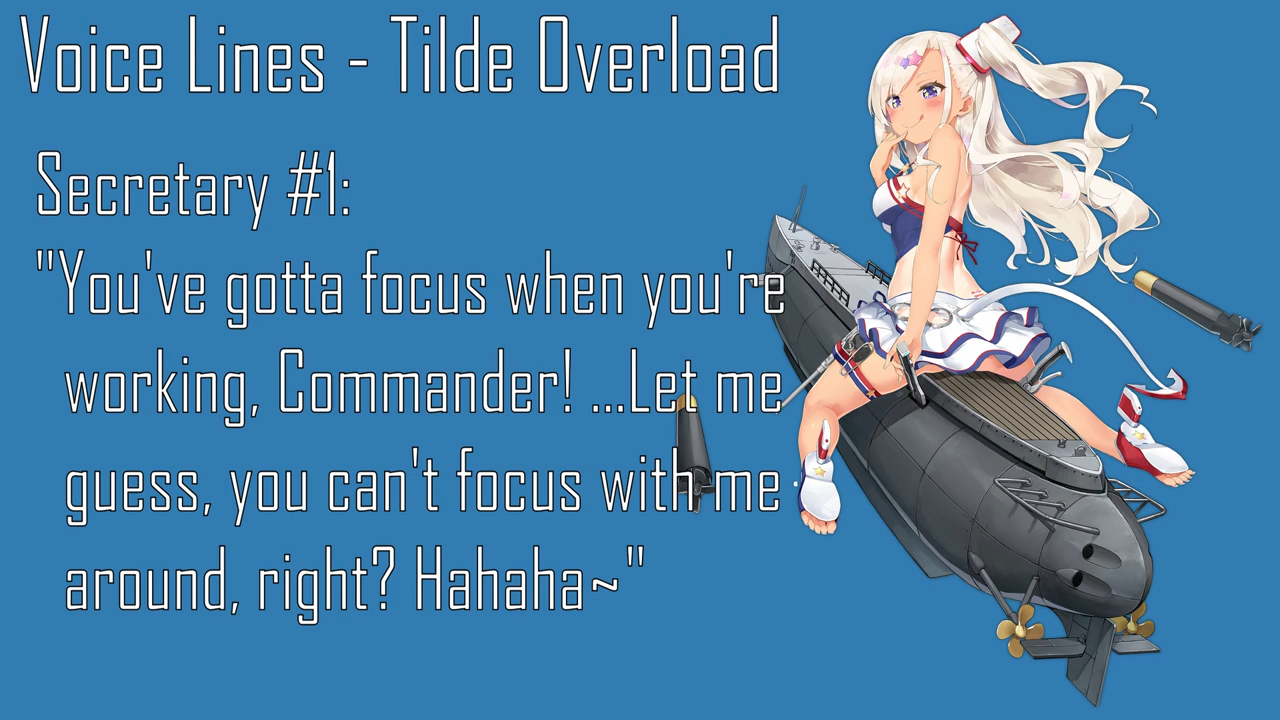 Voice Lines - Tilde Overload
Secretary #1:
"You've gotta focus when you're
working, Commander! ...Let me
guess, you can't focus with me
around, right? Hahaha~"